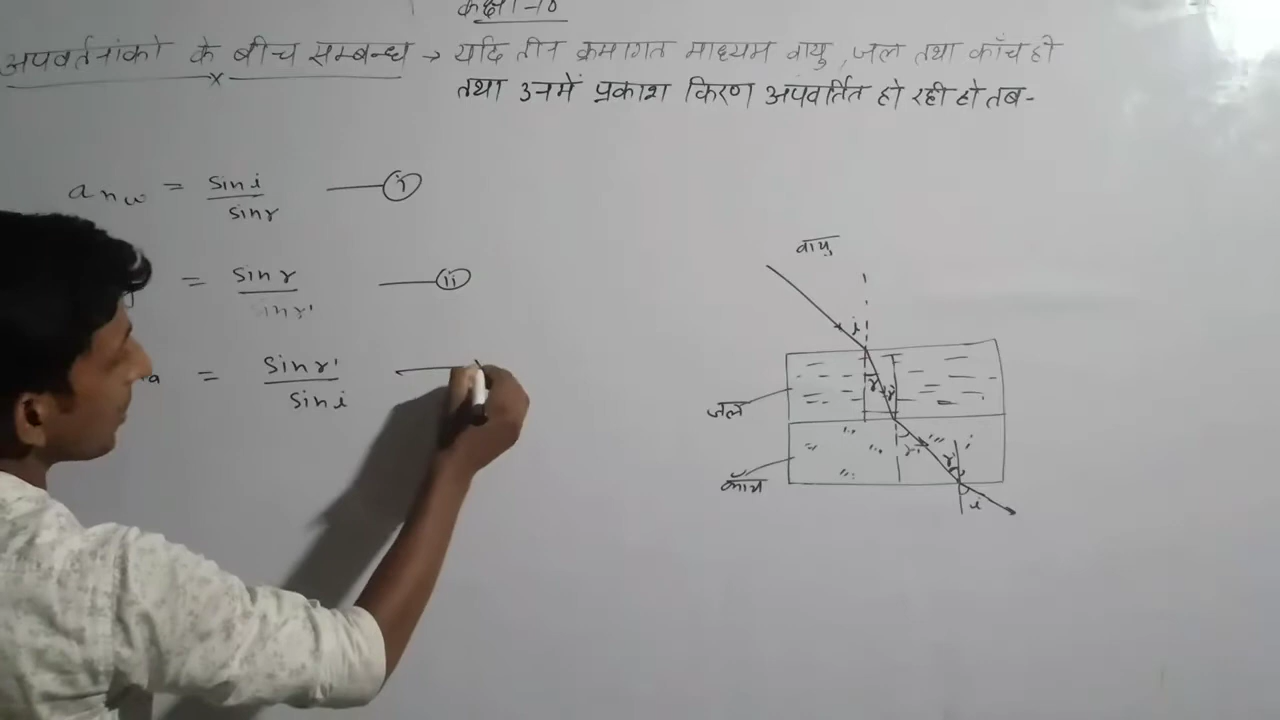 कक्षा-10
अपवर्तनांको के बीच सम्बन्ध → यदि तीन क्रमागत माध्यम वायु, जल तथा काँच हो
तथा उनमें प्रकाश किरण अपवर्तित हो रही हो तब-
anw = sin i / sin r — (i)
= sin r / sin r' — (ii)
a = sin r' / sin i
वायु
i
r
r
जल
r'
r'
काँच
i